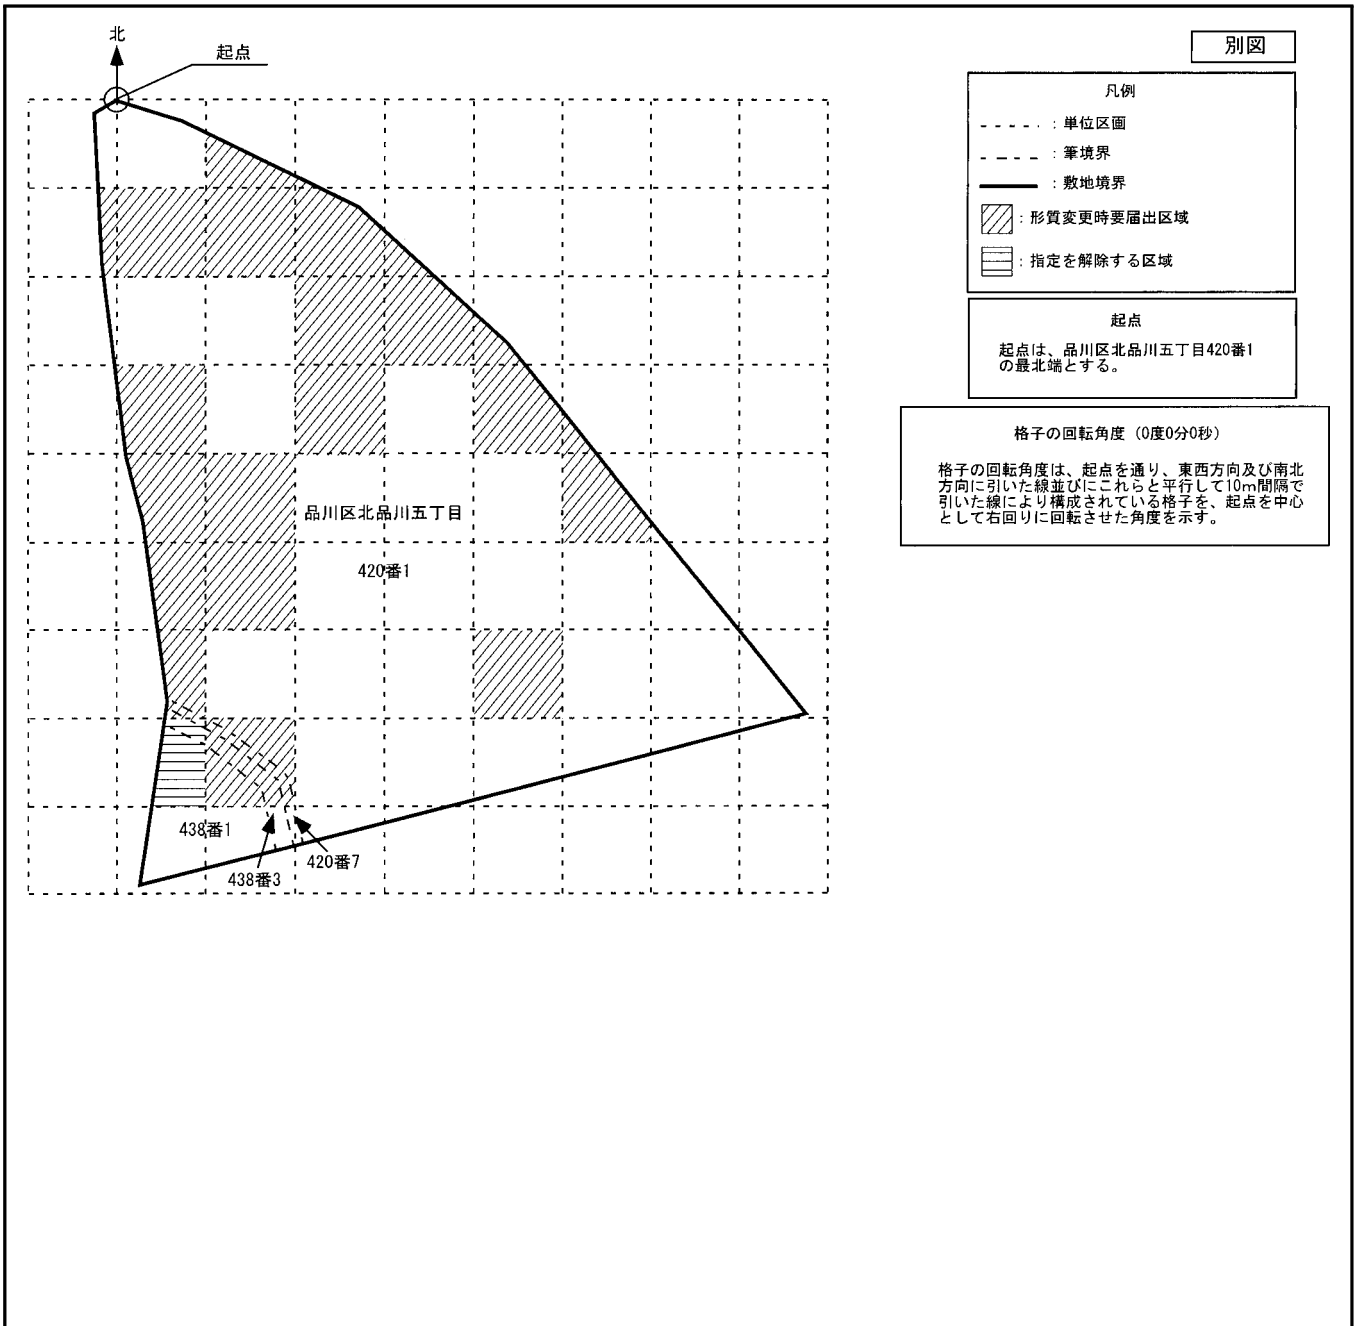 北
起点
別図
凡例
：単位区画
：筆境界
：敷地境界
：形質変更時要届出区域
：指定を解除する区域
起点
起点は、品川区北品川五丁目420番1
の最北端とする。
格子の回転角度（0度0分0秒）
格子の回転角度は、起点を通り、東西方向及び南北
方向に引いた線並びにこれらと平行して10m間隔で
引いた線により構成されている格子を、起点を中心
として右回りに回転させた角度を示す。
品川区北品川五丁目
420番1
438番1
438番3
420番7